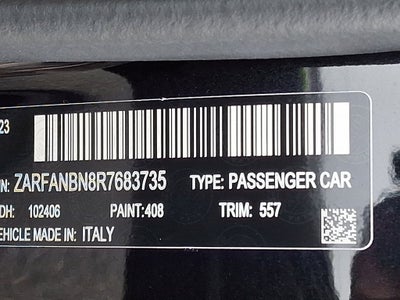 23
N: ZARFANBN8R7683735 TYPE: PASSENGER CAR
DH: 102406 PAINT: 408 TRIM: 557
EHICLE MADE IN: ITALY